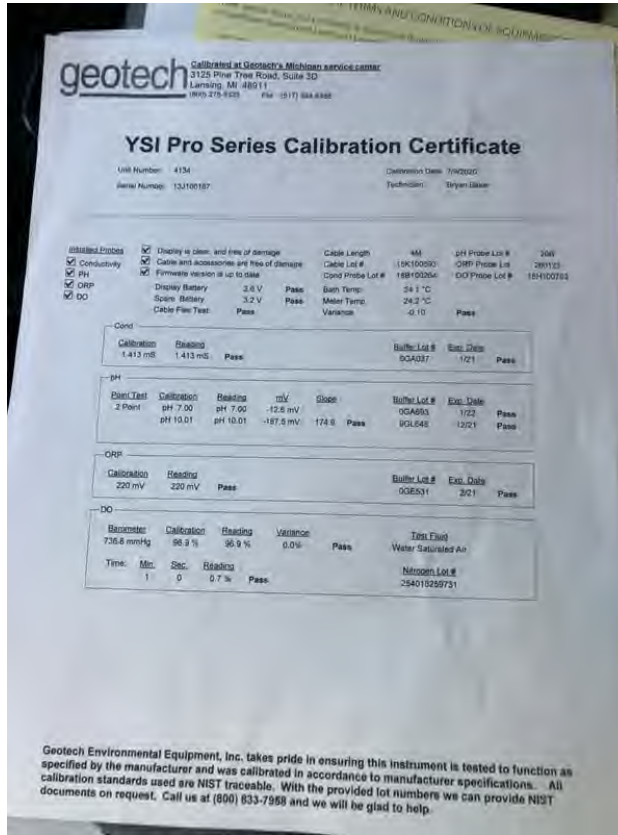 TERMS AND CONDITIONS OF EQUIPMENT
geotech
Calibrated at Geotech's Michigan service center
3125 Pine Tree Road, Suite 3D
Lansing, MI 48911
YSI Pro Series Calibration Certificate
Unit Number: 4134
Calibration Date:
Serial Number: 13J100167
Technician: Bryan Baker
Installed Probes
Conductivity
PH
ORP
DO
Display is clear, and free of damage
Cable and accessories are free of damage
Firmware version is up to date
Display Battery 3.6 V Pass
Spare Battery 3.2 V Pass
Cable Flex Test: Pass
Cable Length 4M
Cable Lot #
Cond Probe Lot #
Bath Temp: 24.1 °C
Meter Temp: 24.2 °C
Variance -0.10 Pass
pH Probe Lot #
ORP Probe Lot
DO Probe Lot #
Cond
Calibration Reading Buffer Lot # Exp. Date
1.413 mS 1.413 mS Pass 0GA037 1/21 Pass
pH
Point Test Calibration Reading mV Slope Buffer Lot # Exp. Date
2 Point pH 7.00 pH 7.00 -12.6 mV 1/22 Pass
pH 10.01 pH 10.01 -187.5 mV 174.9 Pass 12/21 Pass
ORP
Calibration Reading Buffer Lot # Exp. Date
220 mV 220 mV Pass 0GE531 2/21 Pass
DO
Barometer Calibration Reading Variance Test Fluid
736.6 mmHg 96.9 % 96.9 % 0.0% Pass Water Saturated Air
Time: Min. Sec. Reading Nitrogen Lot #
1 0 0.7 % Pass 254018259731
Geotech Environmental Equipment, Inc. takes pride in ensuring this instrument is tested to function as
specified by the manufacturer and was calibrated in accordance to manufacturer specifications. All
calibration standards used are NIST traceable. With the provided lot numbers we can provide NIST
documents on request. Call us at (800) 833-7958 and we will be glad to help.